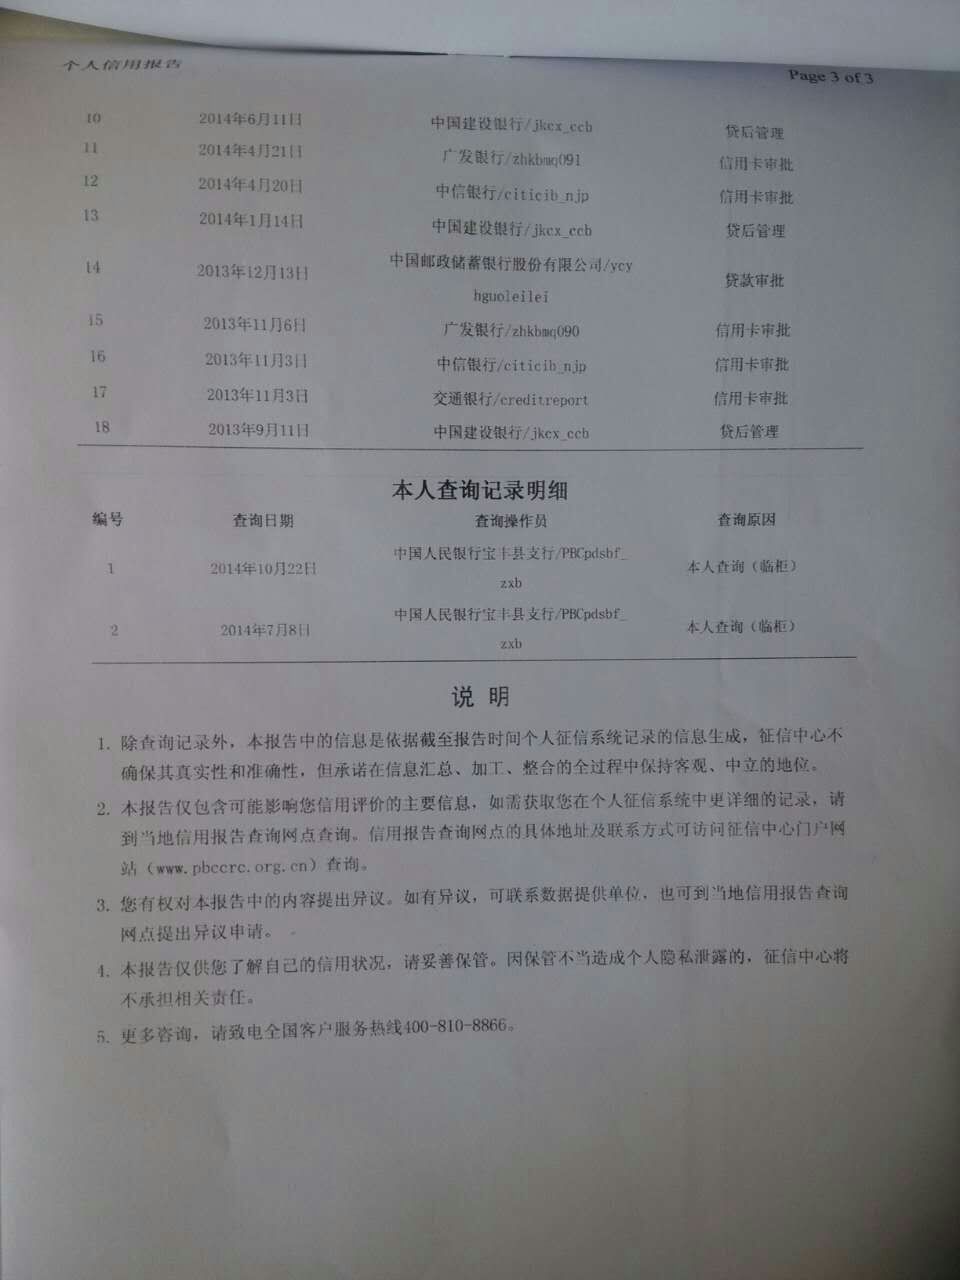 个人信用报告 Page 3 of 3
10 2014年6月11日 中国建设银行/jkcx_ccb 贷后管理
11 2014年4月21日 广发银行/zhkbmq091 信用卡审批
12 2014年4月20日 中信银行/citicib_njp 信用卡审批
13 2014年1月14日 中国建设银行/jkcx_ccb 贷后管理
14 2013年12月13日 中国邮政储蓄银行股份有限公司/ycy 贷款审批
hguoleilei
15 2013年11月6日 广发银行/zhkbmq090 信用卡审批
16 2013年11月3日 中信银行/citicib_njp 信用卡审批
17 2013年11月3日 交通银行/creditreport 信用卡审批
18 2013年9月11日 中国建设银行/jkcx_ccb 贷后管理
本人查询记录明细
编号 查询日期 查询操作员 查询原因
1 2014年10月22日 中国人民银行宝丰县支行/PBCpdsbf_ 本人查询（临柜）
zxb
2 2014年7月8日 中国人民银行宝丰县支行/PBCpdsbf_ 本人查询（临柜）
zxb
说 明
1. 除查询记录外，本报告中的信息是依据截至报告时间个人征信系统记录的信息生成，征信中心不
确保其真实性和准确性，但承诺在信息汇总、加工、整合的全过程中保持客观、中立的地位。
2. 本报告仅包含可能影响您信用评价的主要信息，如需获取您在个人征信系统中更详细的记录，请
到当地信用报告查询网点查询。信用报告查询网点的具体地址及联系方式可访问征信中心门户网
站（www.pbccrc.org.cn）查询。
3. 您有权对本报告中的内容提出异议。如有异议，可联系数据提供单位，也可到当地信用报告查询
网点提出异议申请。
4. 本报告仅供您了解自己的信用状况，请妥善保管。因保管不当造成个人隐私泄露的，征信中心将
不承担相关责任。
5. 更多咨询，请致电全国客户服务热线400-810-8866。